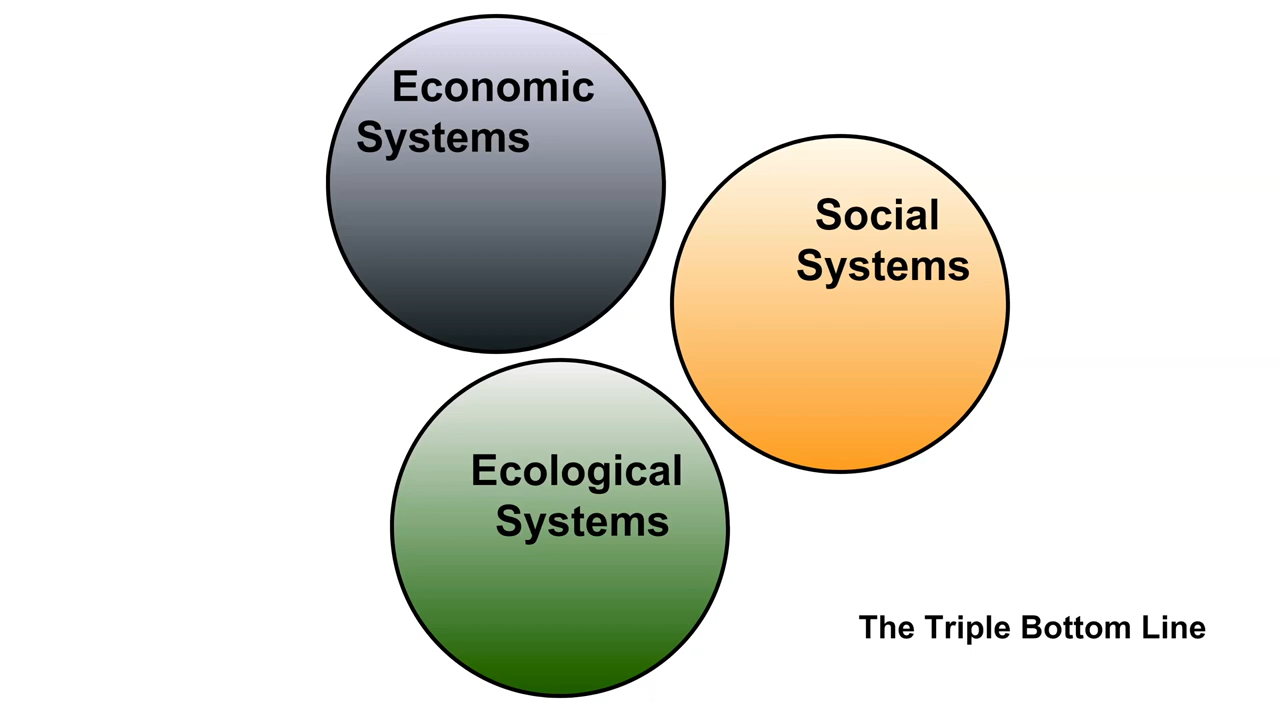 Economic
Systems
Social
Systems
Ecological
Systems
The Triple Bottom Line